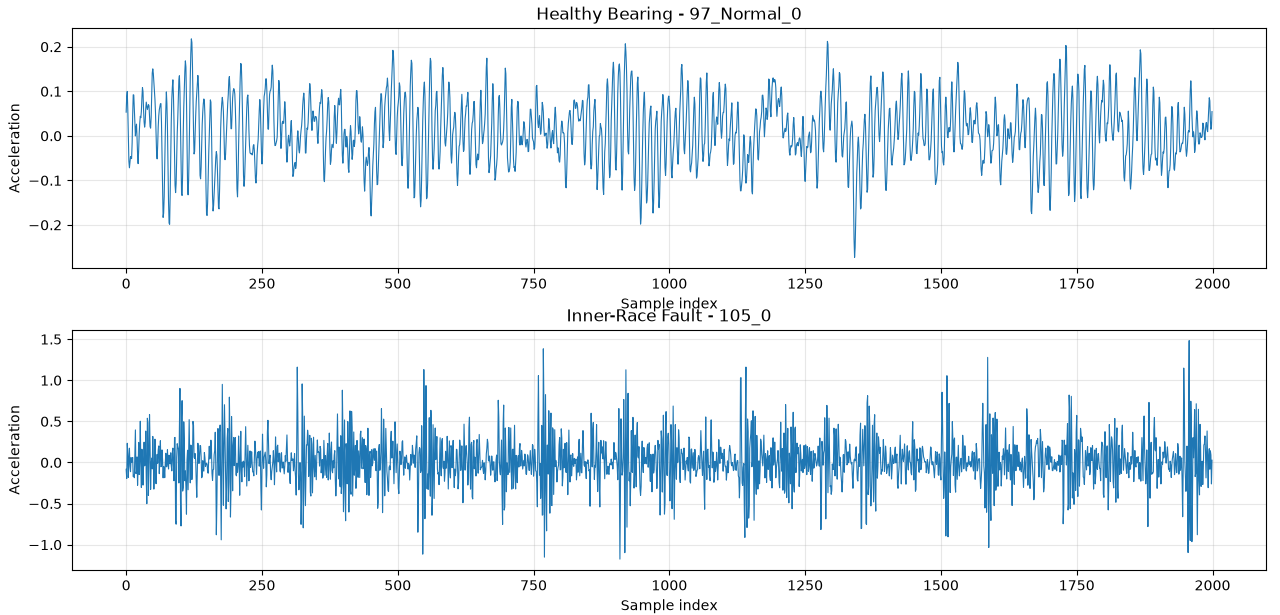 Healthy Bearing - 97_Normal_0
Acceleration
0.2
0.1
0.0
−0.1
−0.2
0 250 500 750 1000 1250 1500 1750 2000
Sample index
Inner-Race Fault - 105_0
Acceleration
1.5
1.0
0.5
0.0
−0.5
−1.0
0 250 500 750 1000 1250 1500 1750 2000
Sample index